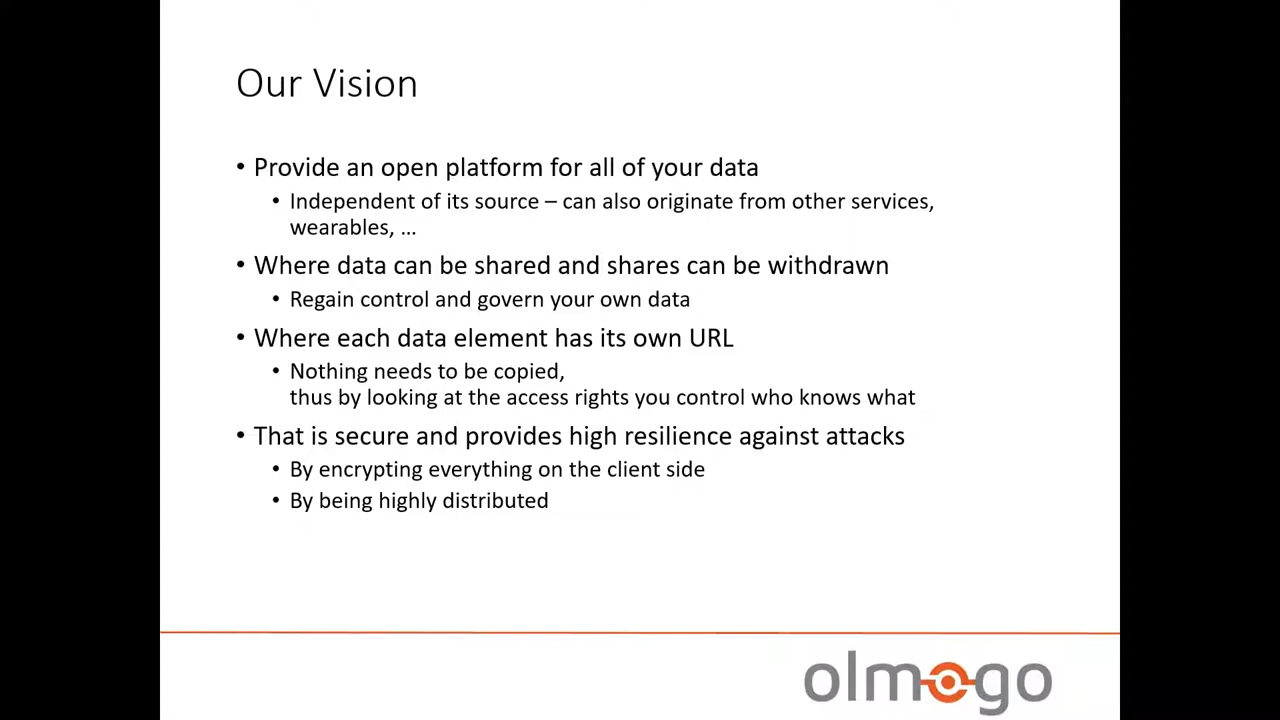 Our Vision
• Provide an open platform for all of your data
• Independent of its source – can also originate from other services,
wearables, …
• Where data can be shared and shares can be withdrawn
• Regain control and govern your own data
• Where each data element has its own URL
• Nothing needs to be copied,
thus by looking at the access rights you control who knows what
• That is secure and provides high resilience against attacks
• By encrypting everything on the client side
• By being highly distributed
olmogo